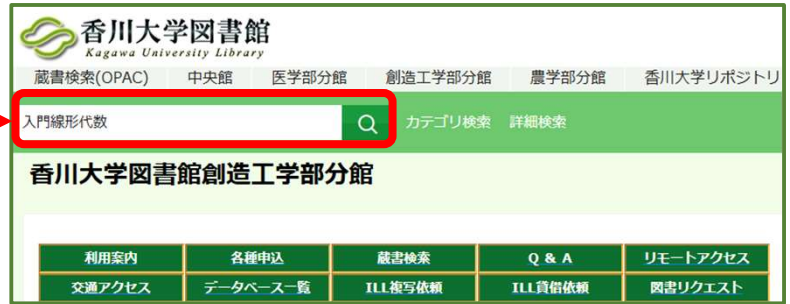 香川大学図書館
Kagawa University Library
蔵書検索(OPAC) 中央館 医学部分館 創造工学部分館 農学部分館 香川大学リポジトリ
入門線形代数 カテゴリ検索 詳細検索
香川大学図書館創造工学部分館
利用案内 各種申込 蔵書検索 Q & A リモートアクセス
交通アクセス データベース一覧 ILL複写依頼 ILL貸借依頼 図書リクエスト